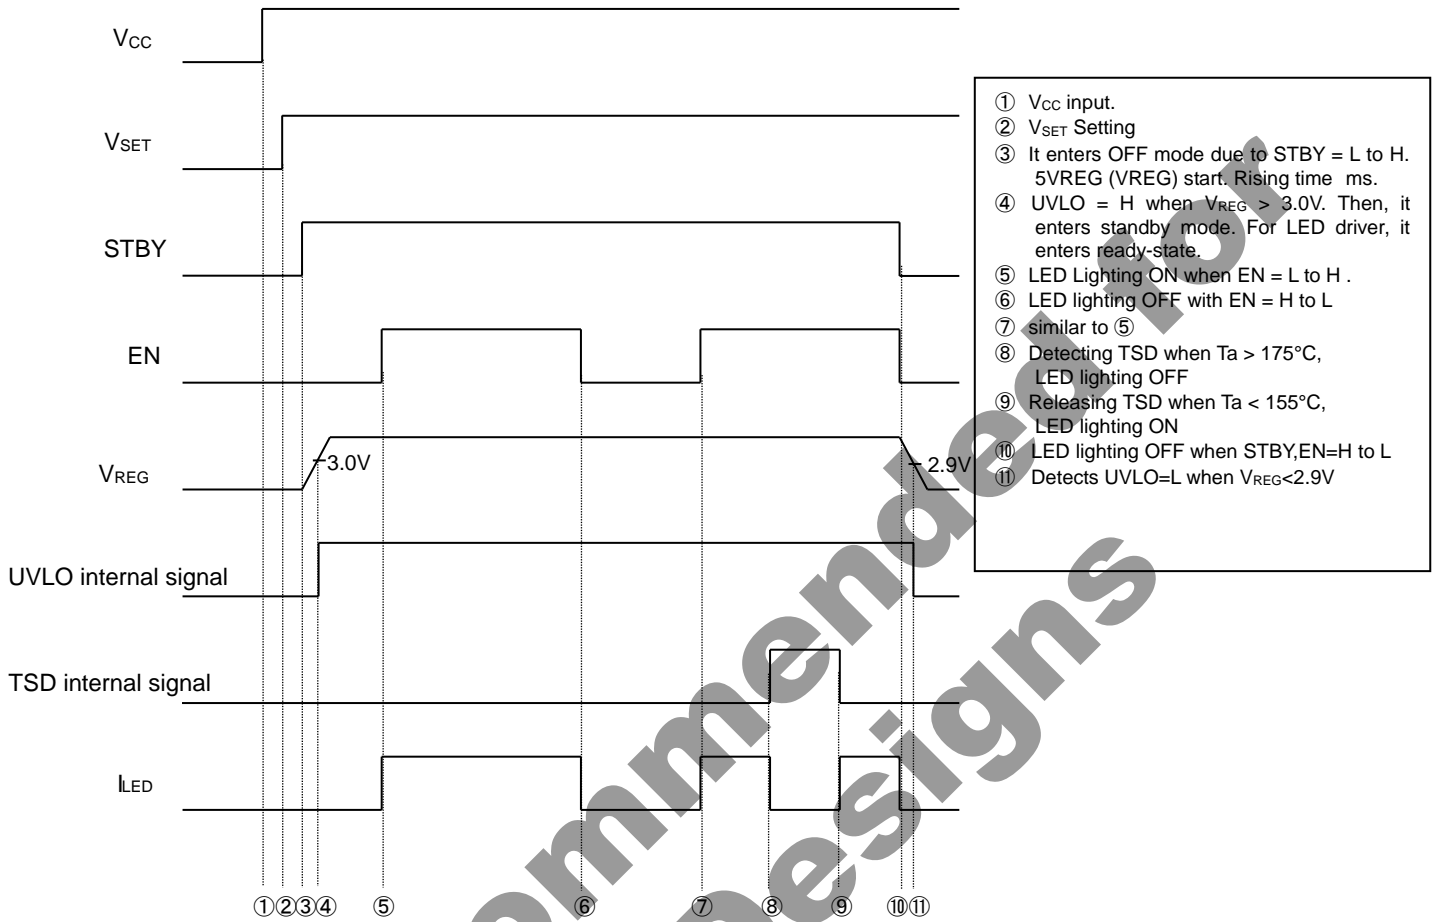 VCC
VSET
STBY
EN
VREG
3.0V
2.9V
UVLO internal signal
TSD internal signal
ILED
①②③④ ⑤ ⑥ ⑦ ⑧ ⑨ ⑩⑪
① VCC input.
② VSET Setting
③ It enters OFF mode due to STBY = L to H.
5VREG (VREG) start. Rising time ms.
④ UVLO = H when VREG > 3.0V. Then, it
enters standby mode. For LED driver, it
enters ready-state.
⑤ LED Lighting ON when EN = L to H .
⑥ LED lighting OFF with EN = H to L
⑦ similar to ⑤
⑧ Detecting TSD when Ta > 175°C,
LED lighting OFF
⑨ Releasing TSD when Ta < 155°C,
LED lighting ON
⑩ LED lighting OFF when STBY,EN=H to L
⑪ Detects UVLO=L when VREG<2.9V
ommended for
Designs